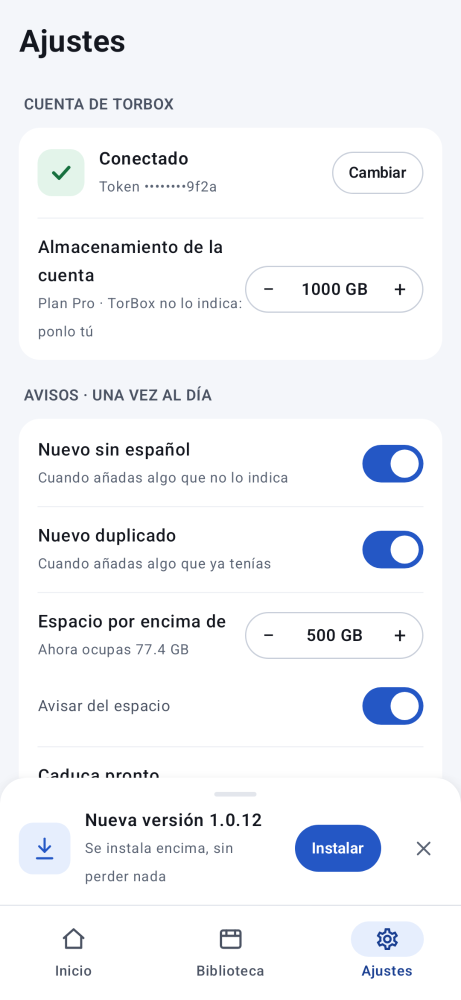 Ajustes
CUENTA DE TORBOX
Conectado
Token ••••••••9f2a
Cambiar
Almacenamiento de la
cuenta
Plan Pro · TorBox no lo indica:
ponlo tú
− 1000 GB +
AVISOS · UNA VEZ AL DÍA
Nuevo sin español
Cuando añadas algo que no lo indica
Nuevo duplicado
Cuando añadas algo que ya tenías
Espacio por encima de
Ahora ocupas 77.4 GB
− 500 GB +
Avisar del espacio
Caduca pronto
Nueva versión 1.0.12
Se instala encima, sin
perder nada
Instalar
Inicio
Biblioteca
Ajustes